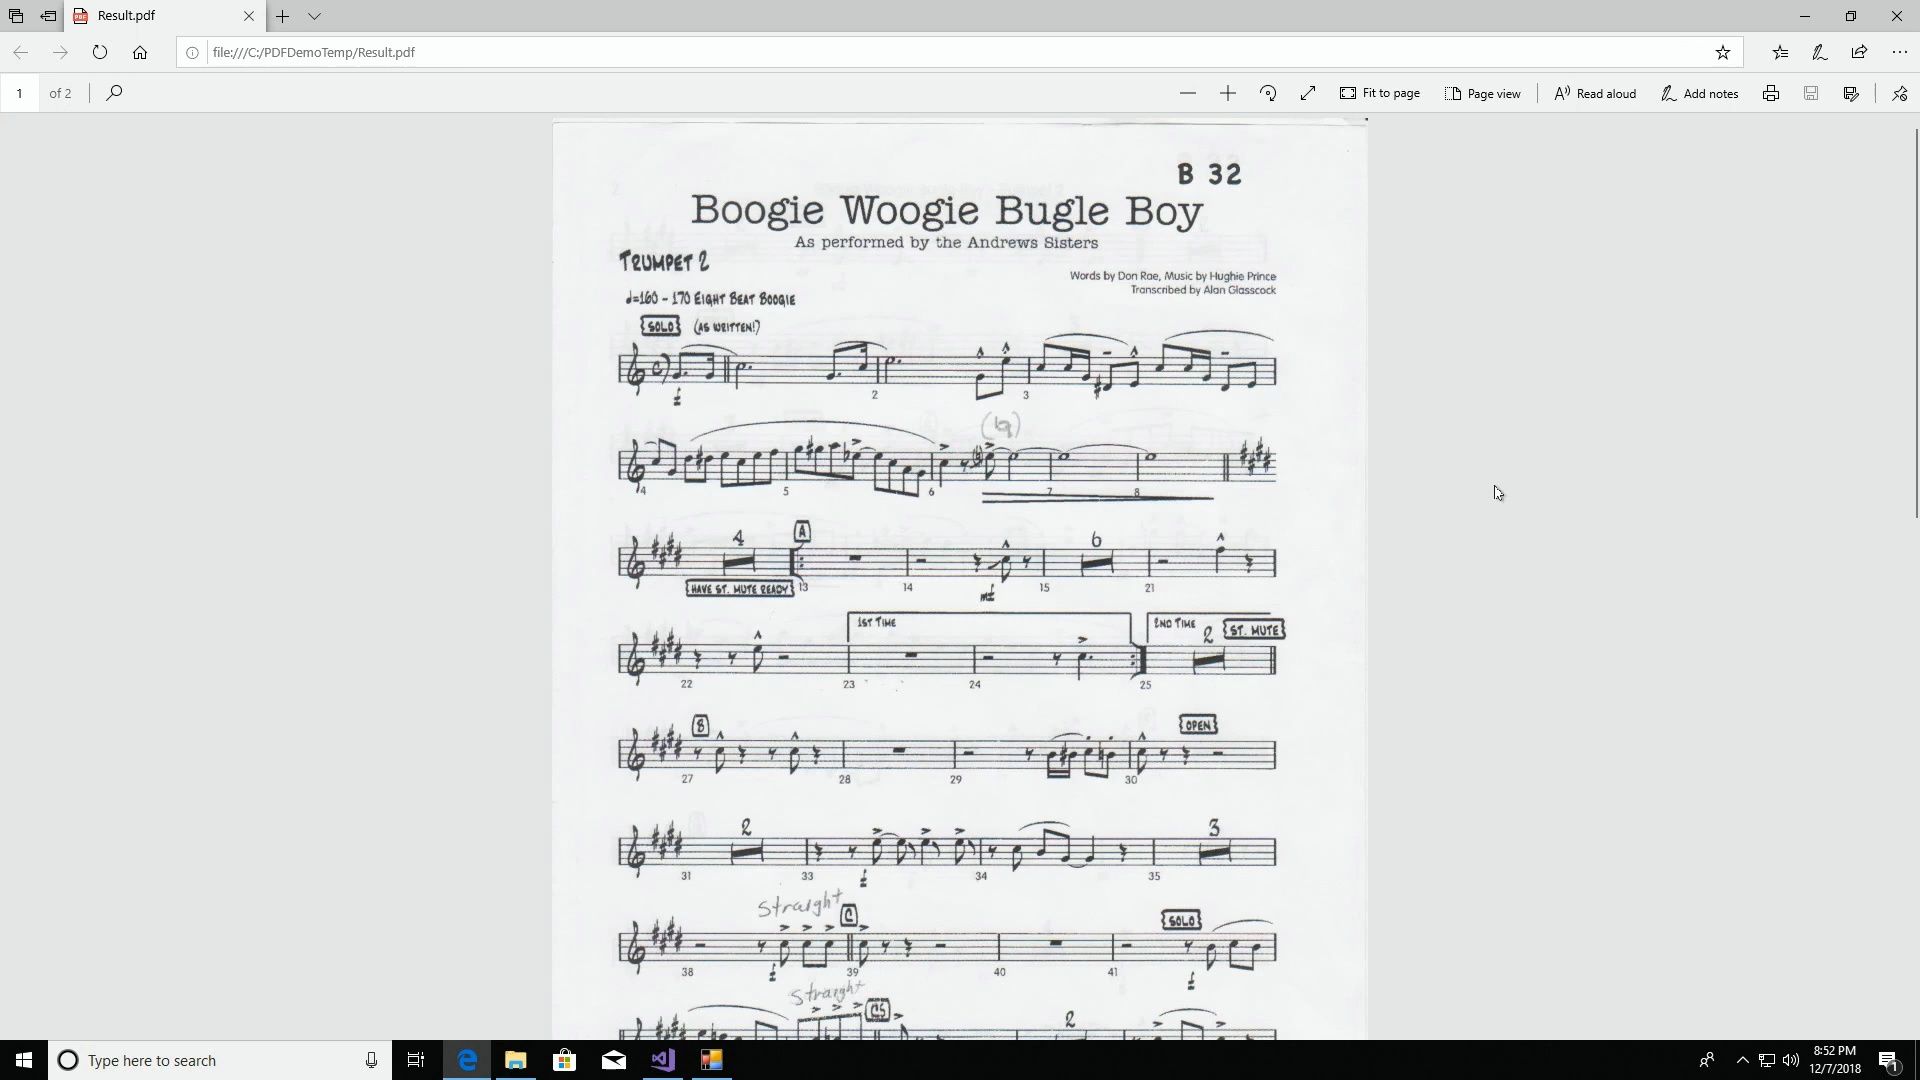 Result.pdf
file:///C:/PDFDemoTemp/Result.pdf
1 of 2
Fit to page
Page view
Read aloud
Add notes
B 32
Boogie Woogie Bugle Boy
As performed by the Andrews Sisters
TRUMPET 2
Words by Don Rae, Music by Hughie Prince
Transcribed by Alan Glasscock
♩=160 - 170 EIGHT BEAT BOOGIE
SOLO (AS WRITTEN!)
f
2 3
4 5 6 7 8
4 A 6
HAVE ST. MUTE READY 13 14 mf 15 21
1ST TIME 2ND TIME 2 ST. MUTE
22 23 24 25
B OPEN
27 28 29 30
2 3
31 33 f 34 35
Straight C SOLO
38 f 39 40 41 f
Straight
2
Type here to search
8:52 PM
12/7/2018
1